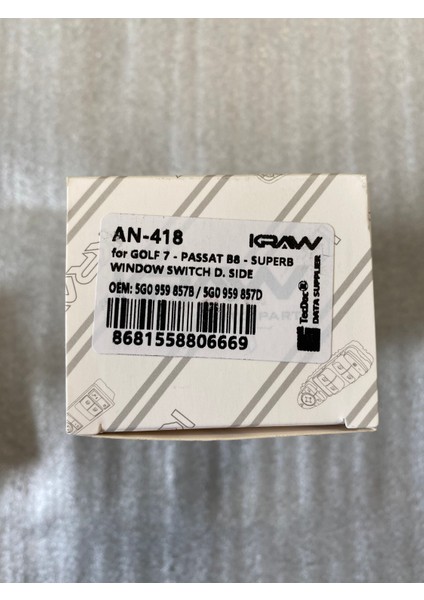 AN-418
KRAW
for GOLF 7 - PASSAT B8 - SUPERB
WINDOW SWITCH D. SIDE
OEM: 5G0 959 857B / 5G0 959 857D
8681558806669
TecDoc®
DATA SUPPLIER